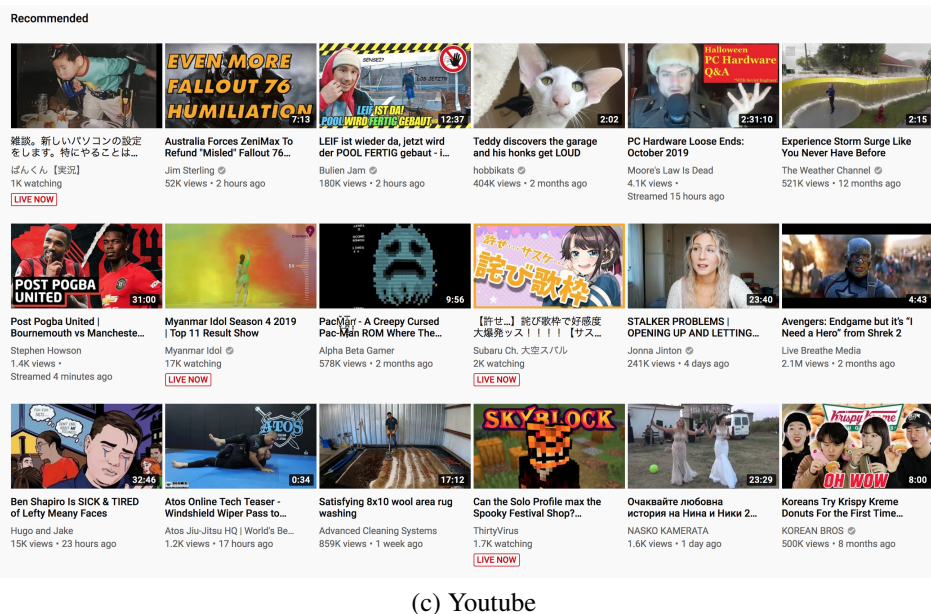 Recommended
EVEN MORE
FALLOUT 76
HUMILIATION
7:13
SENSEI?
LOS JETZT!!
LEIF IST DA!
POOL WIRD FERTIG GEBAUT
12:37
2:02
Halloween
PC Hardware
Q&A
2:31:10
2:15
雑談。新しいパソコンの設定
をします。特にやることは...
ぱんくん【実況】
1K watching
LIVE NOW
Australia Forces ZeniMax To
Refund "Misled" Fallout 76...
Jim Sterling
52K views • 2 hours ago
LEIF ist wieder da, jetzt wird
der POOL FERTIG gebaut - i...
Bulien Jam
180K views • 2 hours ago
Teddy discovers the garage
and his honks get LOUD
hobbikats
404K views • 2 months ago
PC Hardware Loose Ends:
October 2019
Moore's Law Is Dead
4.1K views •
Streamed 15 hours ago
Experience Storm Surge Like
You Never Have Before
The Weather Channel
521K views • 12 months ago
POST POGBA
UNITED
31:00
9:56
許せ...サスケ...
詫び歌枠
23:40
4:43
Post Pogba United |
Bournemouth vs Mancheste...
Stephen Howson
1.4K views •
Streamed 4 minutes ago
Myanmar Idol Season 4 2019
| Top 11 Result Show
Myanmar Idol
17K watching
LIVE NOW
PacMan - A Creepy Cursed
Pac-Man ROM Where The...
Alpha Beta Gamer
578K views • 2 months ago
【許せ...】詫び歌枠で好感度
大爆発ッス！！！！【サス...
Subaru Ch. 大空スバル
2K watching
LIVE NOW
STALKER PROBLEMS |
OPENING UP AND LETTING...
Jonna Jinton
241K views • 4 days ago
Avengers: Endgame but it's "I
Need a Hero" from Shrek 2
Live Breathe Media
2.1M views • 2 months ago
32:46
ATOS
0:34
17:12
SKYBLOCK
23:29
Krispy Kreme
OH WOW
8:00
Ben Shapiro Is SICK & TIRED
of Lefty Meany Faces
Hugo and Jake
15K views • 23 hours ago
Atos Online Tech Teaser -
Windshield Wiper Pass to...
Atos Jiu-Jitsu HQ | World's Be...
1.2K views • 17 hours ago
Satisfying 8x10 wool area rug
washing
Advanced Cleaning Systems
859K views • 1 week ago
Can the Solo Profile max the
Spooky Festival Shop?...
ThirtyVirus
1.7K watching
LIVE NOW
Очаквайте любовна
история на Нина и Ники 2...
NASKO KAMERATA
1.6K views • 1 day ago
Koreans Try Krispy Kreme
Donuts For the First Time...
KOREAN BROS
500K views • 8 months ago
(c) Youtube